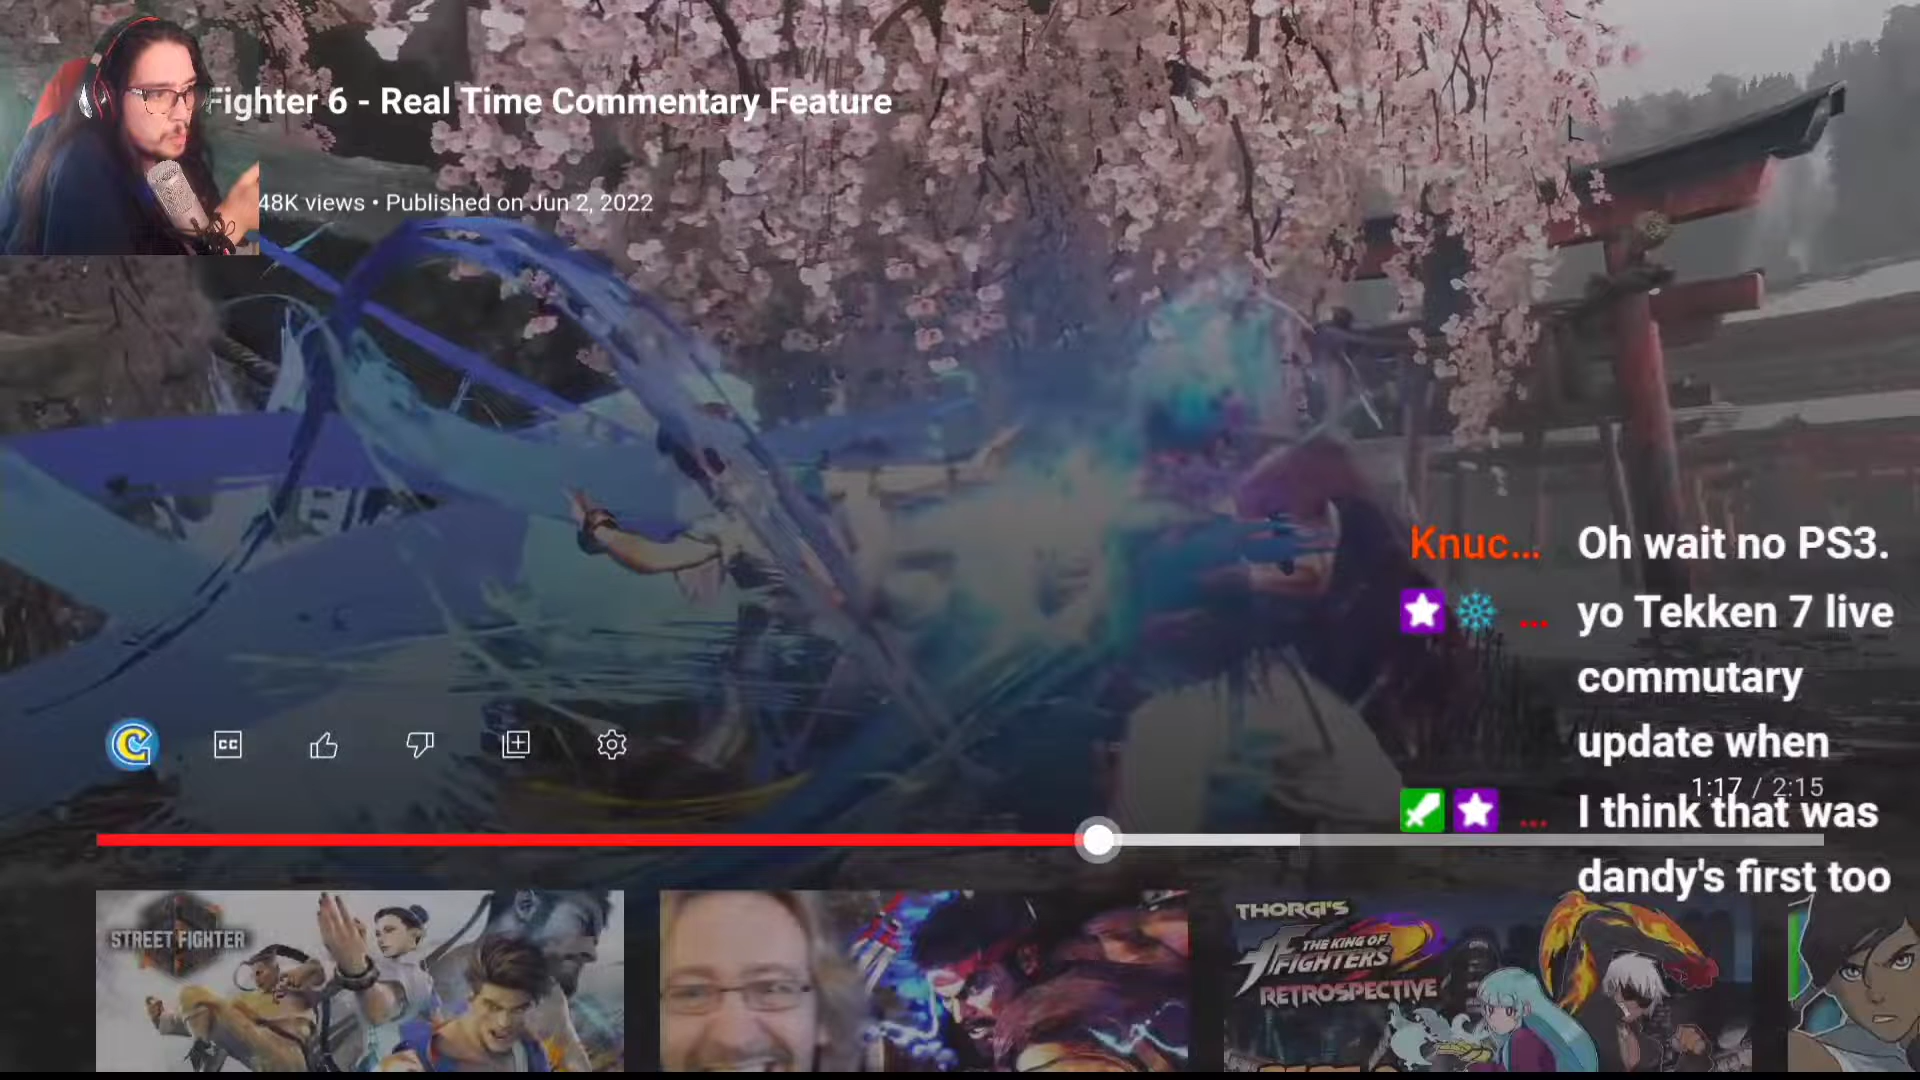 Fighter 6 - Real Time Commentary Feature
48K views • Published on Jun 2, 2022
Knuc... Oh wait no PS3.
... yo Tekken 7 live
commutary
update when
1:17 / 2:15
... I think that was
dandy's first too
CC
STREET FIGHTER
6
THORGI'S
THE KING OF
FIGHTERS
RETROSPECTIVE